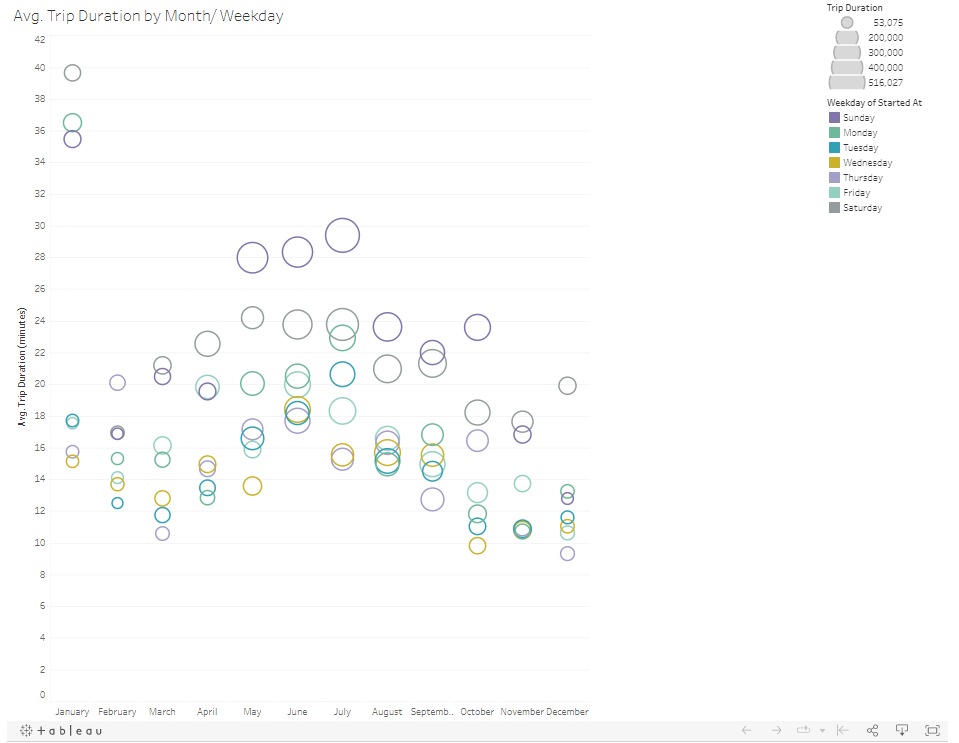 Avg. Trip Duration by Month/ Weekday
Trip Duration
53,075
200,000
300,000
400,000
516,027
Weekday of Started At
Sunday
Monday
Tuesday
Wednesday
Thursday
Friday
Saturday
Avg. Trip Duration (minutes)
42
40
38
36
34
32
30
28
26
24
22
20
18
16
14
12
10
8
6
4
2
0
January February March April May June July August Septemb.. October November December
+ableau